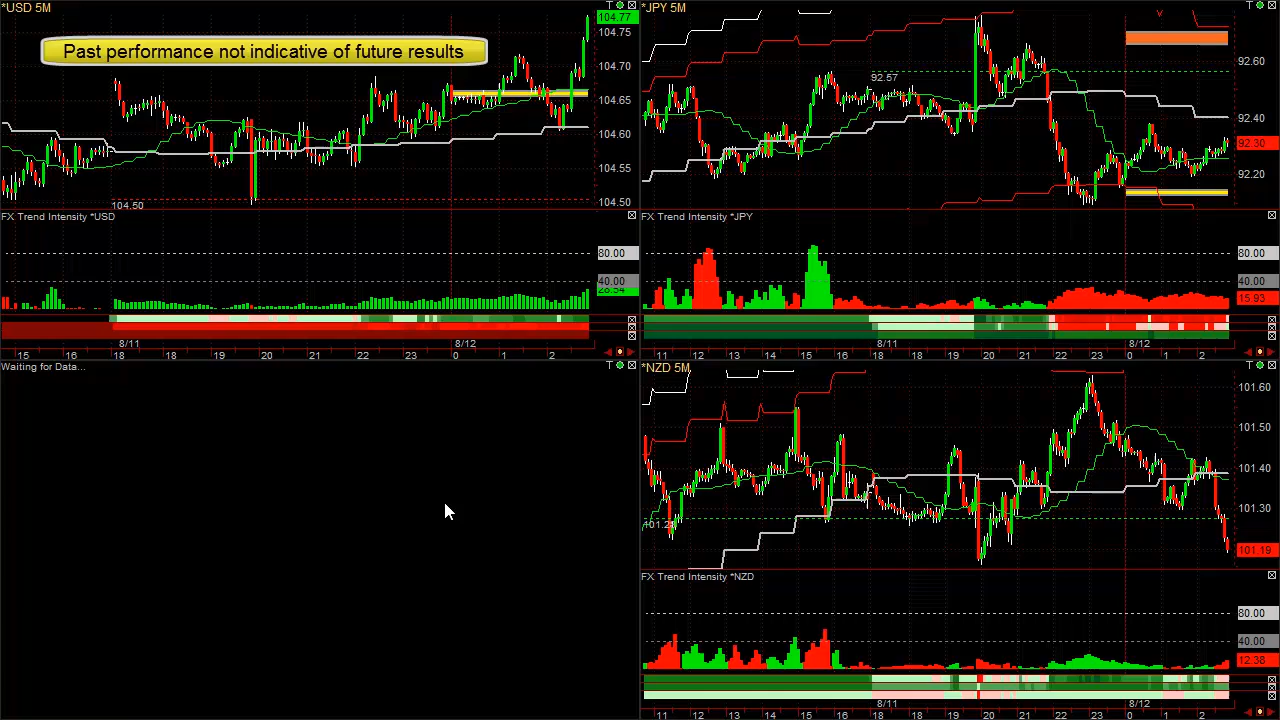 *USD 5M
T
104.77
Past performance not indicative of future results
104.75
104.70
104.65
104.60
104.55
104.50
104.50
FX Trend Intensity *USD
80.00
40.00
15 16 18 18 19 20 21 22 23 0 1 2
8/11 8/12
*JPY 5M
T
92.60
92.57
92.40
92.30
92.20
FX Trend Intensity *JPY
80.00
40.00
15.93
11 12 13 14 15 16 18 19 20 21 22 23 0 1 2
8/11 8/12
Waiting for Data...
T
*NZD 5M
T
101.60
101.50
101.40
101.30
101.19
FX Trend Intensity *NZD
80.00
40.00
12.38
8/11 8/12
11 12 13 14 15 16 18 19 20 21 22 23 0 1 2